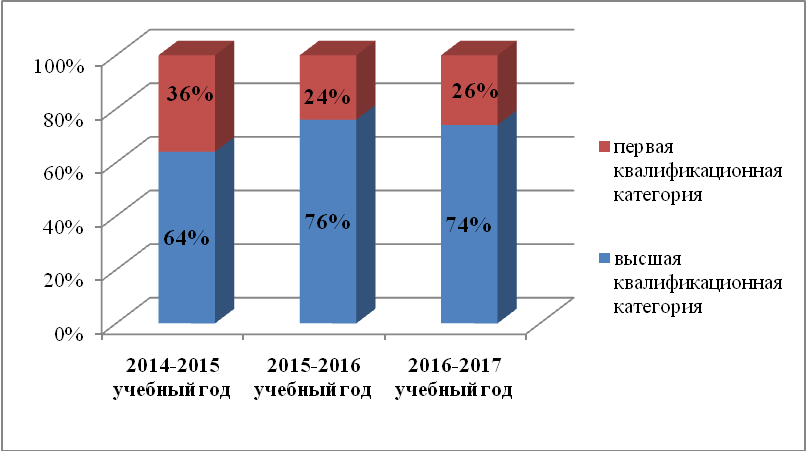 100%
80%
60%
40%
20%
0%
36%
24%
26%
64%
76%
74%
2014-2015
учебный год
2015-2016
учебный год
2016-2017
учебный год
первая
квалификационная
категория
высшая
квалификационная
категория